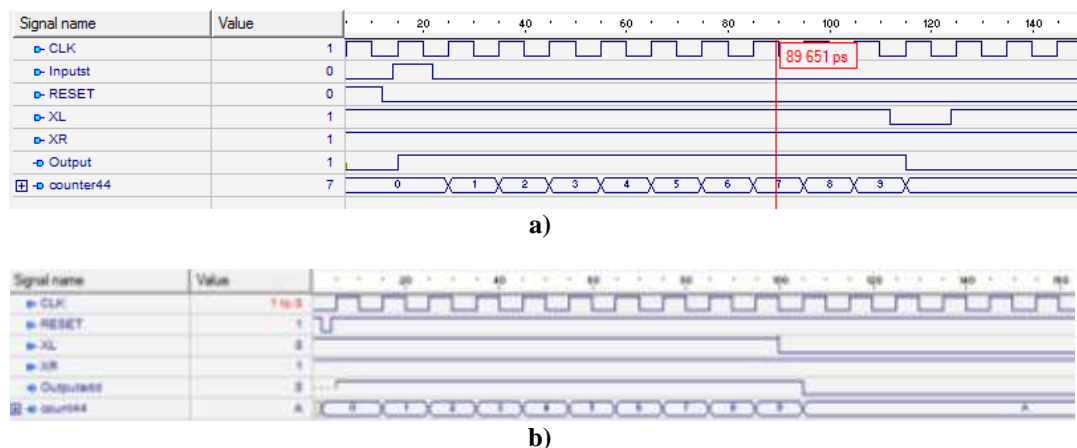 Signal name Value 20 40 60 80 100 120 140
CLK 1
Inputst 0
RESET 0
XL 1
XR 1
Output 1
counter44 7 0 1 2 3 4 5 6 7 8 9
89 651 ps
a)
Signal name Value 20 40 60 80 100 120 140 160
CLK 1 to 0
RESET 1
XL 0
XR 1
count44 A 0 1 2 3 4 5 6 7 8 9 A
b)